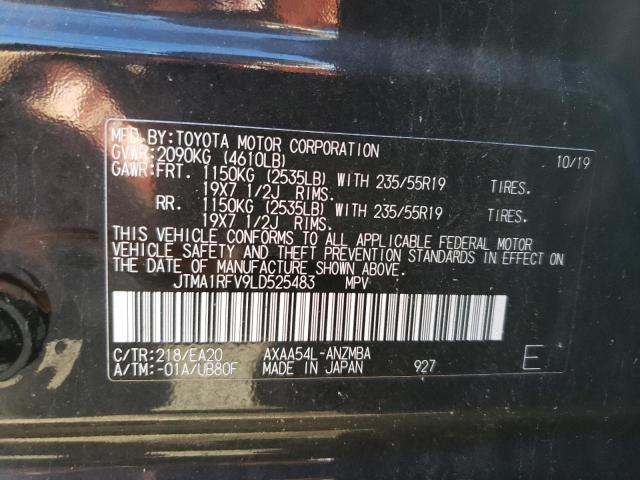 MFD.BY:TOYOTA MOTOR CORPORATION 10/19
GVWR:2090KG (4610LB)
GAWR:FRT. 1150KG (2535LB) WITH 235/55R19 TIRES.
19X7 1/2J RIMS.
RR. 1150KG (2535LB) WITH 235/55R19 TIRES.
19X7 1/2J RIMS.
THIS VEHICLE CONFORMS TO ALL APPLICABLE FEDERAL MOTOR
VEHICLE SAFETY AND THEFT PREVENTION STANDARDS IN EFFECT ON
THE DATE OF MANUFACTURE SHOWN ABOVE.
JTMA1RFV9LD525483 MPV
C/TR:218/EA20 AXAA54L-ANZMBA
A/TM:-01A/UB80F MADE IN JAPAN 927 E